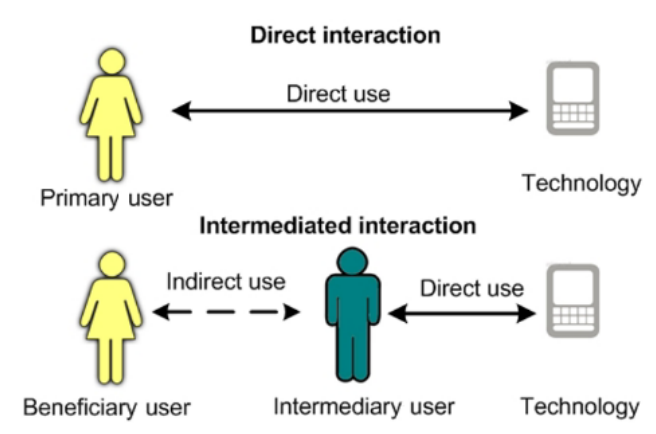 Direct interaction
Direct use
Primary user
Technology
Intermediated interaction
Indirect use
Direct use
Beneficiary user
Intermediary user
Technology